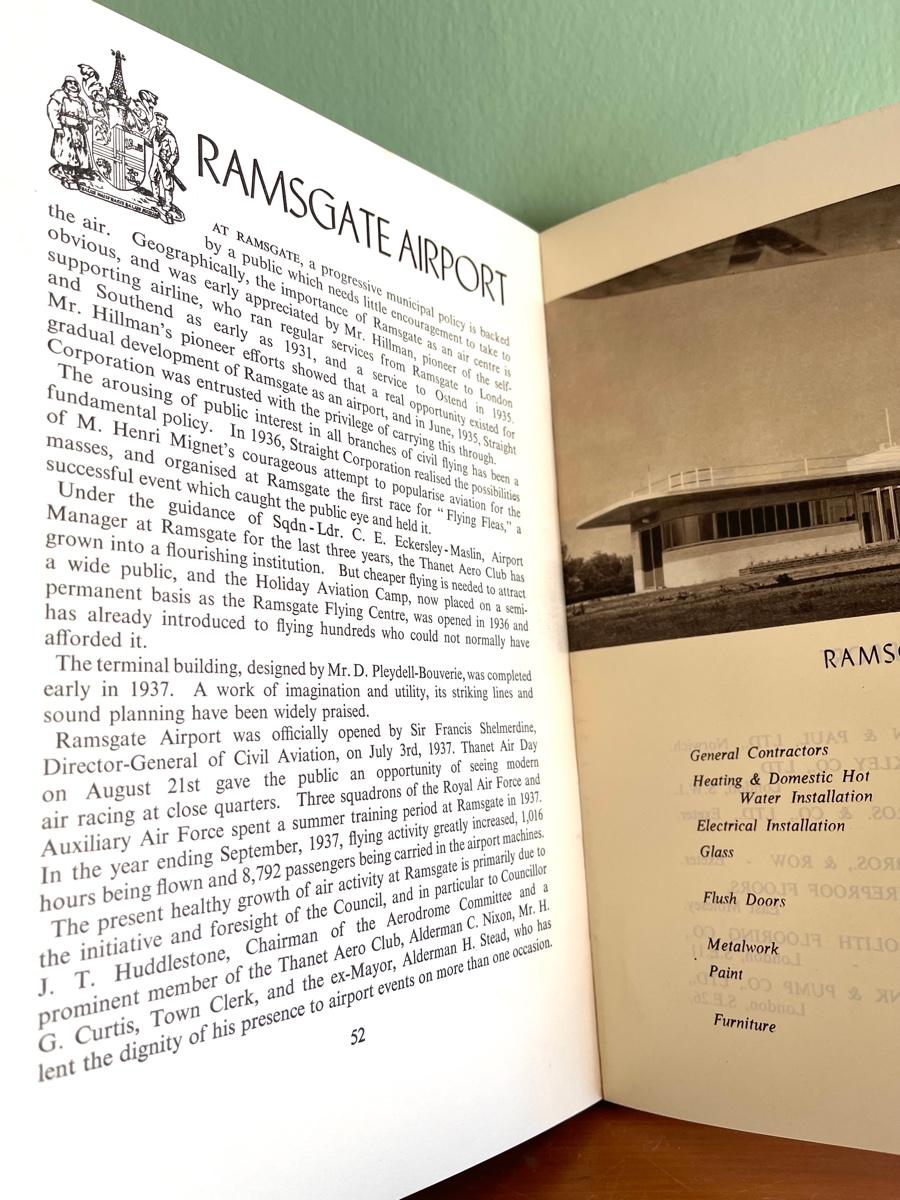 RAMSGATE AIRPORT
AT RAMSGATE, a progressive municipal policy is backed
by a public which needs little encouragement to take to
the air. Geographically, the importance of Ramsgate as an air centre is
obvious, and was early appreciated by Mr. Hillman, pioneer of the self-
supporting airline, who ran regular services from Ramsgate to London
and Southend as early as 1931, and a service to Ostend in 1935.
Mr. Hillman's pioneer efforts showed that a real opportunity existed for
gradual development of Ramsgate as an airport, and in June, 1935, Straight
Corporation was entrusted with the privilege of carrying this through.
The arousing of public interest in all branches of civil flying has been a
fundamental policy. In 1936, Straight Corporation realised the possibilities
of M. Henri Mignet's courageous attempt to popularise aviation for the
masses, and organised at Ramsgate the first race for "Flying Fleas," a
successful event which caught the public eye and held it.
Under the guidance of Sqdn-Ldr. C. E. Eckersley-Maslin, Airport
Manager at Ramsgate for the last three years, the Thanet Aero Club has
grown into a flourishing institution. But cheaper flying is needed to attract
a wide public, and the Holiday Aviation Camp, now placed on a semi-
permanent basis as the Ramsgate Flying Centre, was opened in 1936 and
has already introduced to flying hundreds who could not normally have
afforded it.
The terminal building, designed by Mr. D. Pleydell-Bouverie, was completed
early in 1937. A work of imagination and utility, its striking lines and
sound planning have been widely praised.
Ramsgate Airport was officially opened by Sir Francis Shelmerdine,
Director-General of Civil Aviation, on July 3rd, 1937. Thanet Air Day
on August 21st gave the public an opportunity of seeing modern
air racing at close quarters. Three squadrons of the Royal Air Force and
Auxiliary Air Force spent a summer training period at Ramsgate in 1937.
In the year ending September, 1937, flying activity greatly increased, 1,016
hours being flown and 8,792 passengers being carried in the airport machines.
The present healthy growth of air activity at Ramsgate is primarily due to
the initiative and foresight of the Council, and in particular to Councillor
J. T. Huddlestone, Chairman of the Aerodrome Committee and a
prominent member of the Thanet Aero Club, Alderman C. Nixon, Mr. H.
G. Curtis, Town Clerk, and the ex-Mayor, Alderman H. Stead, who has
lent the dignity of his presence to airport events on more than one occasion.
52
RAMSG
General Contractors
Heating & Domestic Hot
Water Installation
Electrical Installation
Glass
Flush Doors
Metalwork
Paint
Furniture